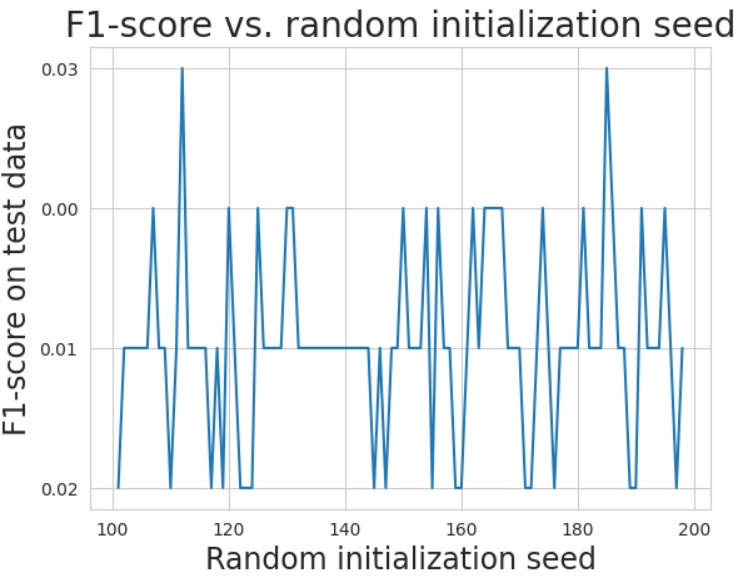 F1-score vs. random initialization seed
F1-score on test data
0.03
0.00
0.01
0.02
100 120 140 160 180 200
Random initialization seed